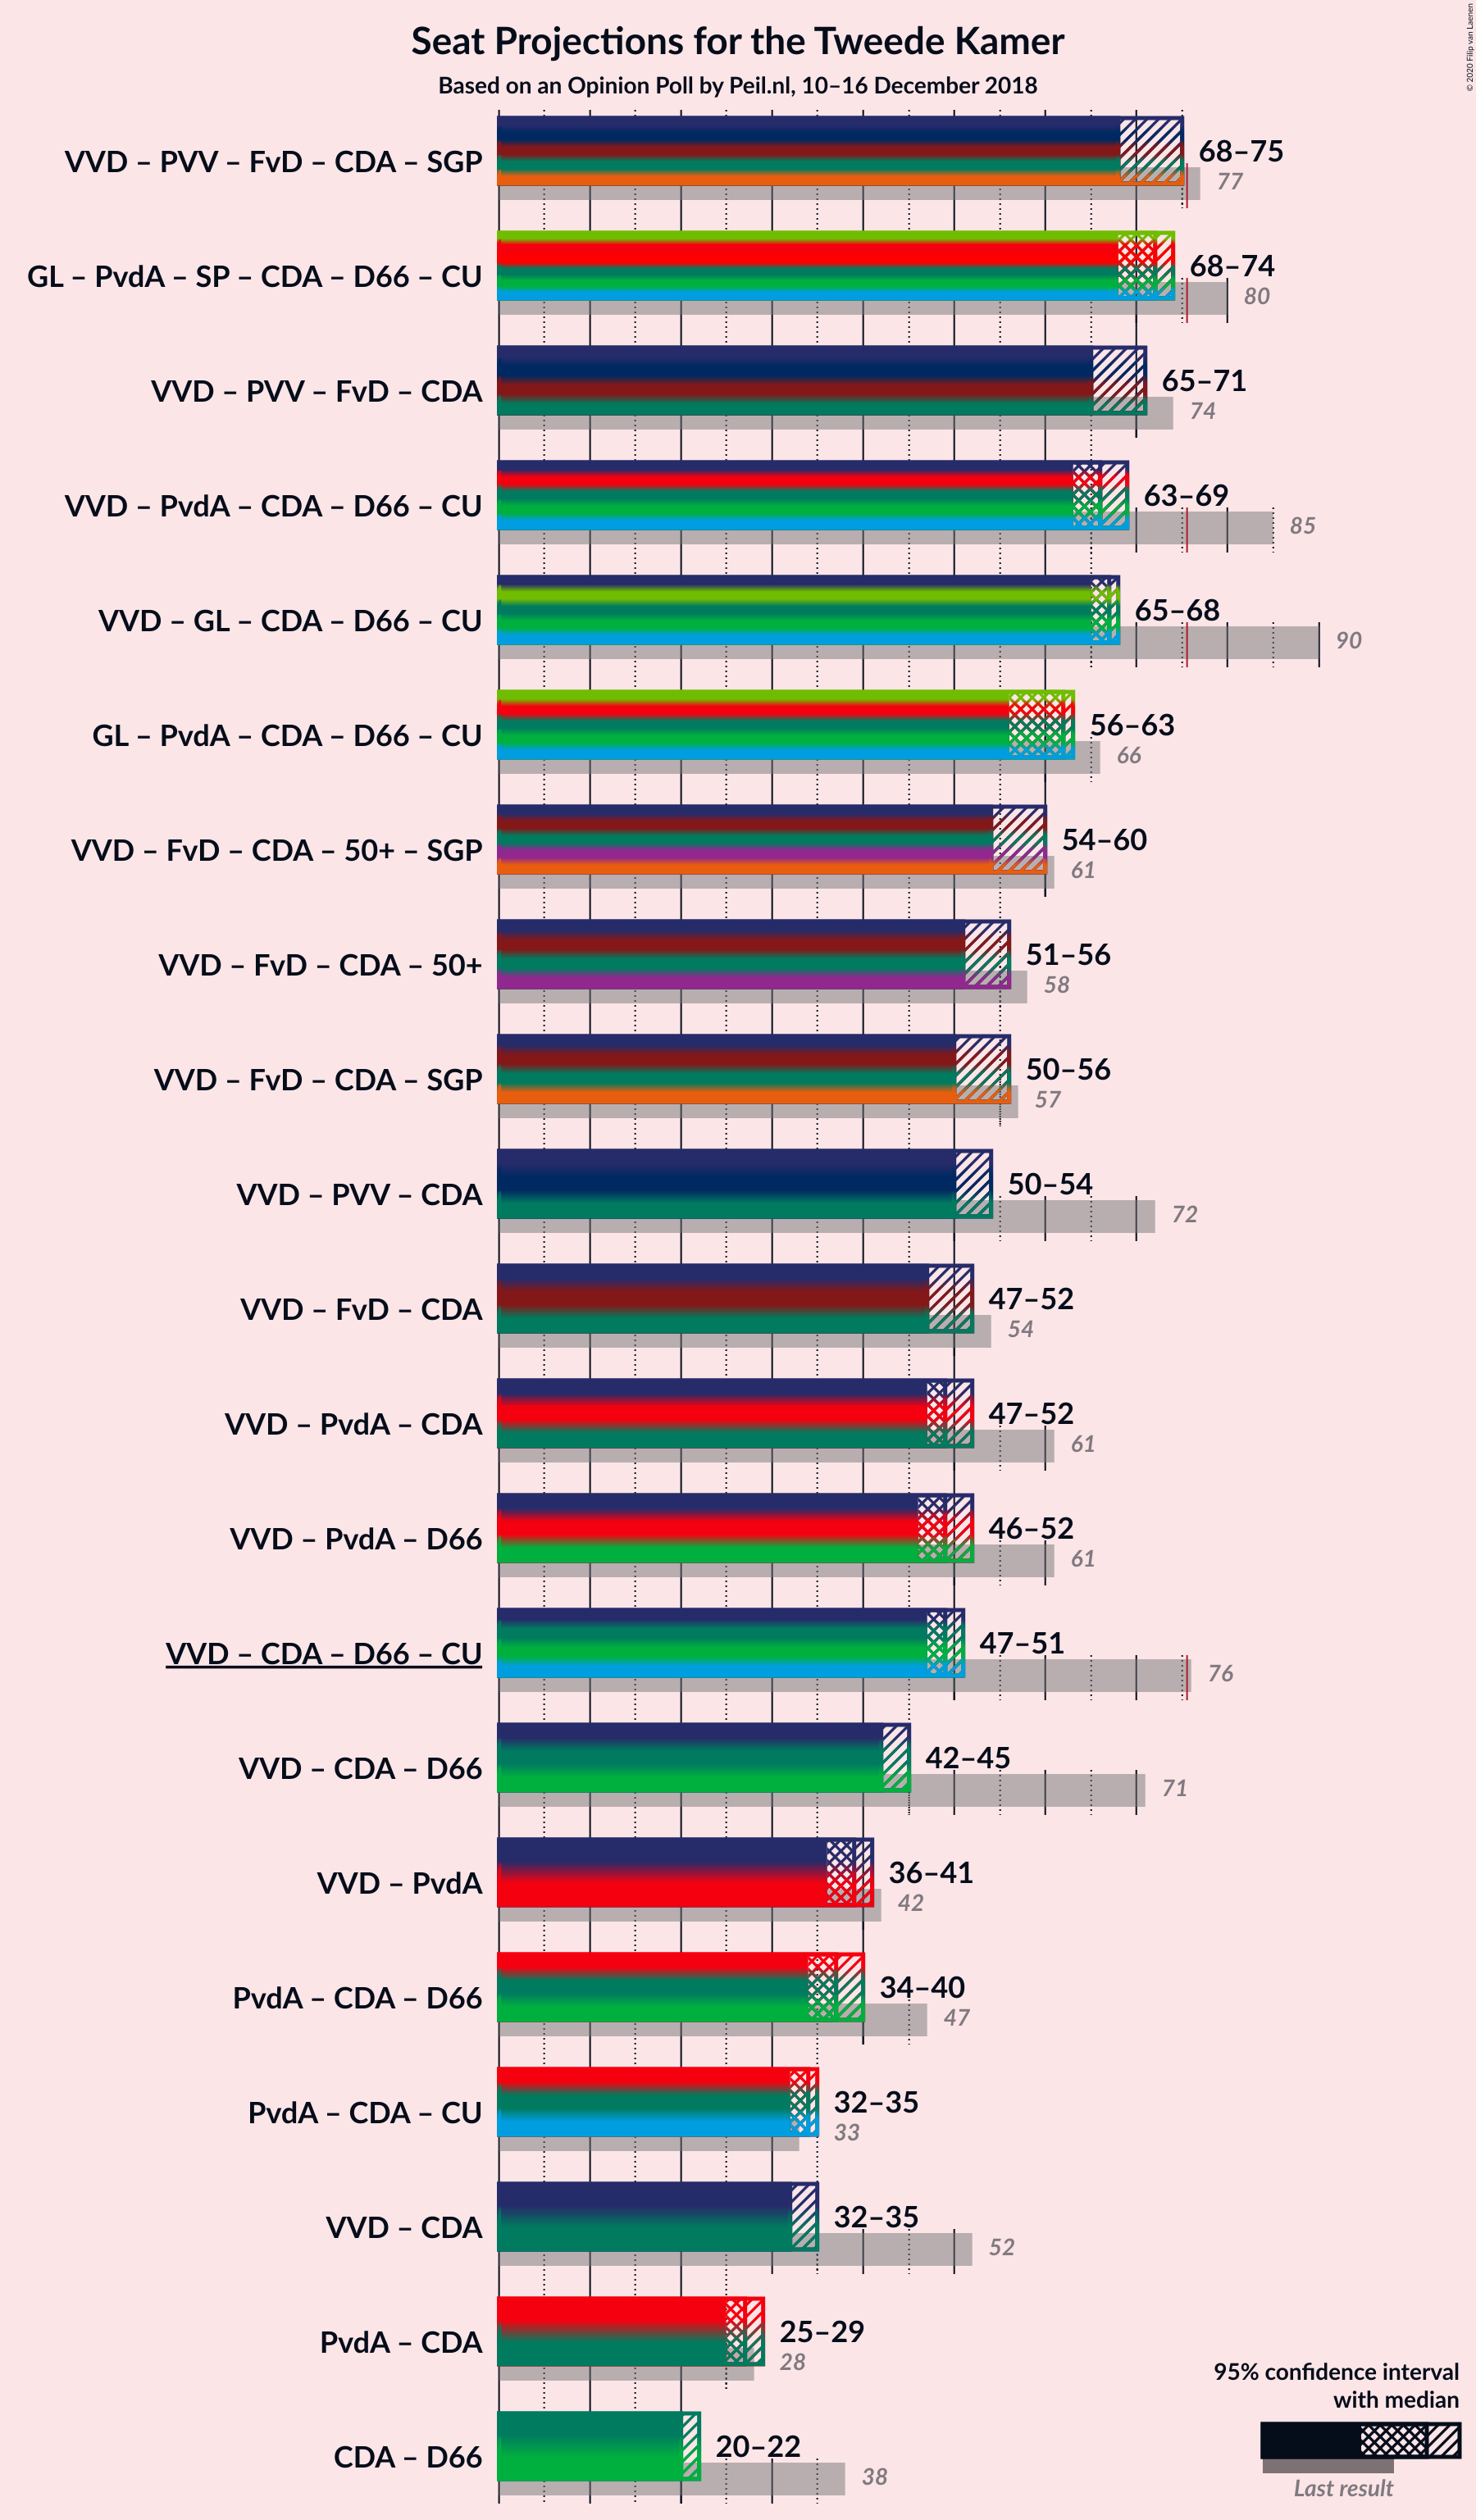 Seat Projections for the Tweede Kamer
Based on an Opinion Poll by Peil.nl, 10–16 December 2018
© 2020 Filip van Laenen
VVD – PVV – FvD – CDA – SGP
68–75
77
GL – PvdA – SP – CDA – D66 – CU
68–74
80
VVD – PVV – FvD – CDA
65–71
74
VVD – PvdA – CDA – D66 – CU
63–69
85
VVD – GL – CDA – D66 – CU
65–68
90
GL – PvdA – CDA – D66 – CU
56–63
66
VVD – FvD – CDA – 50+ – SGP
54–60
61
VVD – FvD – CDA – 50+
51–56
58
VVD – FvD – CDA – SGP
50–56
57
VVD – PVV – CDA
50–54
72
VVD – FvD – CDA
47–52
54
VVD – PvdA – CDA
47–52
61
VVD – PvdA – D66
46–52
61
VVD – CDA – D66 – CU
47–51
76
VVD – CDA – D66
42–45
71
VVD – PvdA
36–41
42
PvdA – CDA – D66
34–40
47
PvdA – CDA – CU
32–35
33
VVD – CDA
32–35
52
PvdA – CDA
25–29
28
CDA – D66
20–22
38
95% confidence interval
with median
Last result